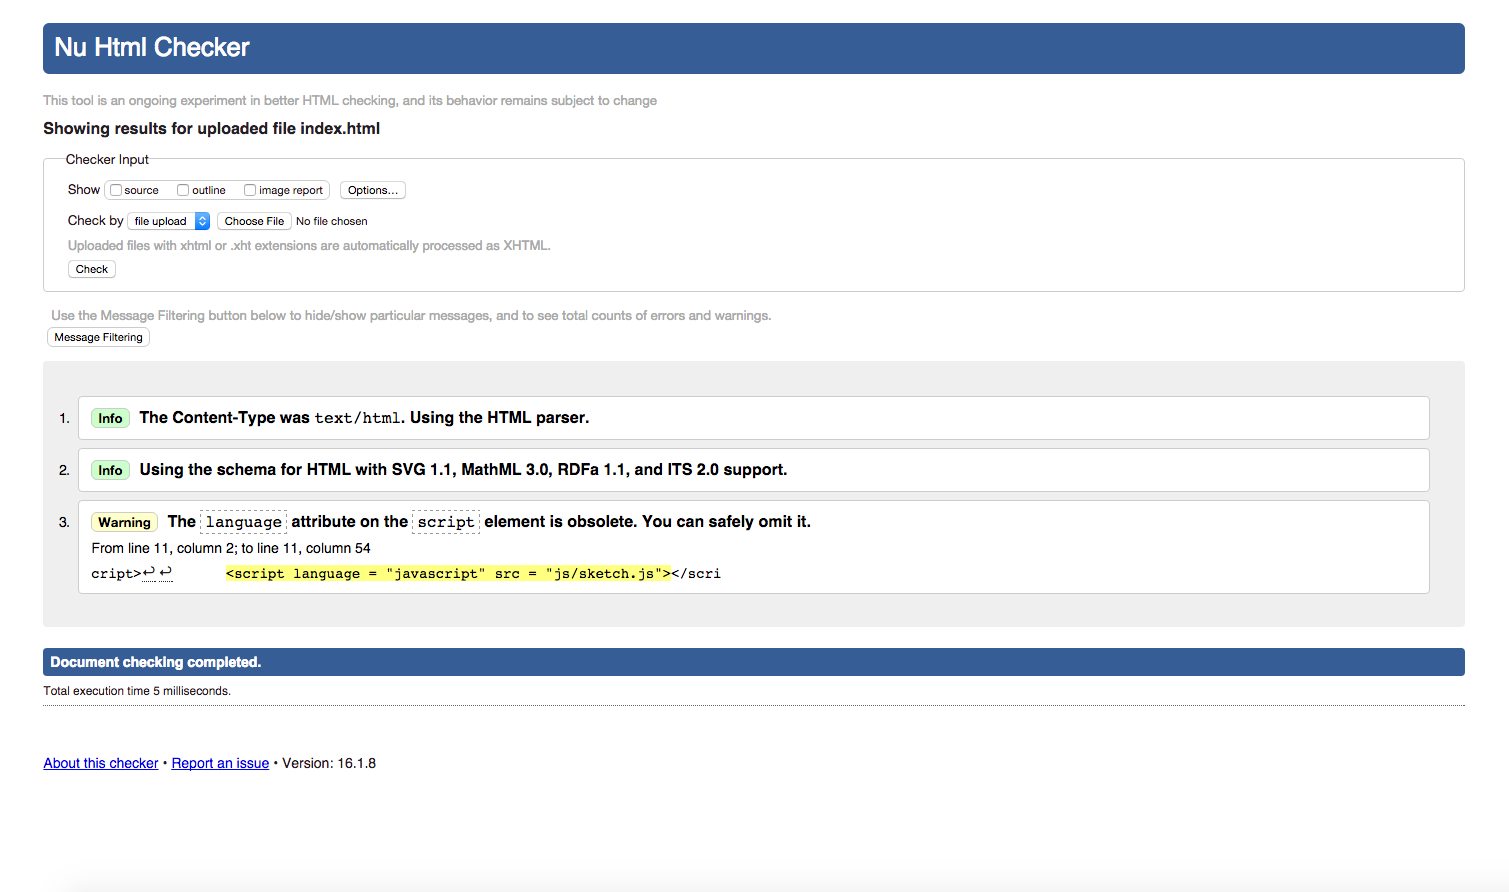 Nu Html Checker
This tool is an ongoing experiment in better HTML checking, and its behavior remains subject to change
Showing results for uploaded file index.html
Checker Input
Show source outline image report Options...
Check by file upload Choose File No file chosen
Uploaded files with xhtml or .xht extensions are automatically processed as XHTML.
Check
Use the Message Filtering button below to hide/show particular messages, and to see total counts of errors and warnings.
Message Filtering
1. Info The Content-Type was text/html. Using the HTML parser.
2. Info Using the schema for HTML with SVG 1.1, MathML 3.0, RDFa 1.1, and ITS 2.0 support.
3. Warning The language attribute on the script element is obsolete. You can safely omit it.
From line 11, column 2; to line 11, column 54
cript>↩ ↩ <script language = "javascript" src = "js/sketch.js"></scri
Document checking completed.
Total execution time 5 milliseconds.
About this checker • Report an issue • Version: 16.1.8